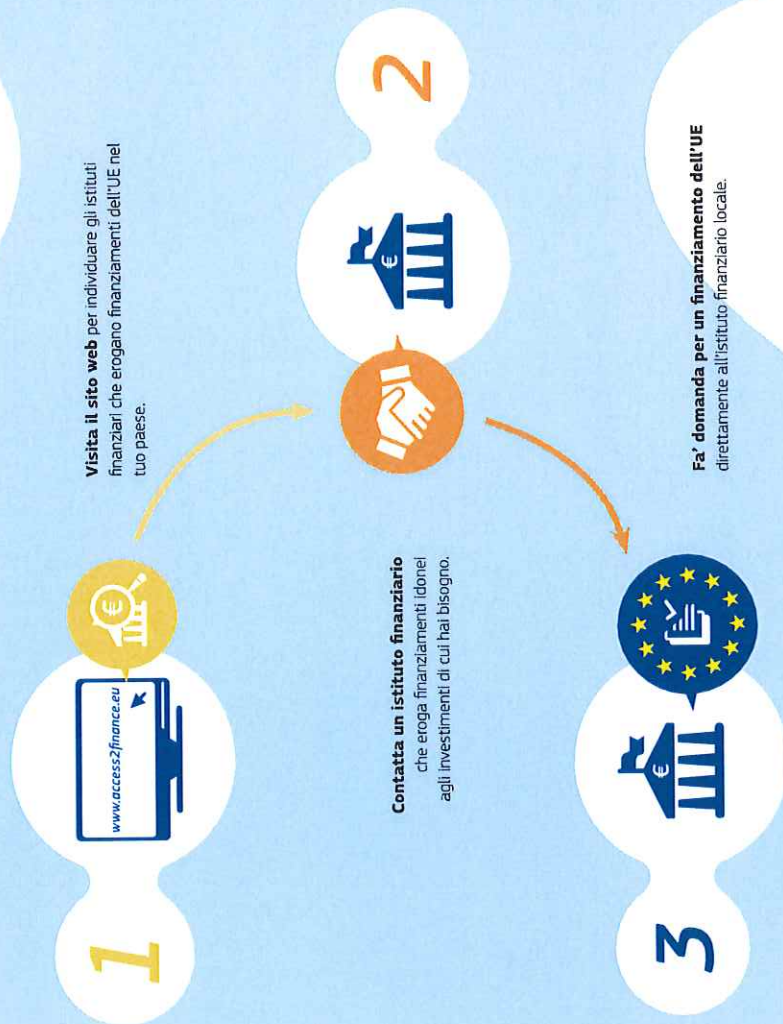 1
www.access2finance.eu
€
Visita il sito web per individuare gli istituti
finanziari che erogano finanziamenti dell'UE nel
tuo paese.
2
€
Contatta un istituto finanziario
che eroga finanziamenti idonei
agli investimenti di cui hai bisogno.
3
€
Fa' domanda per un finanziamento dell'UE
direttamente all'istituto finanziario locale.